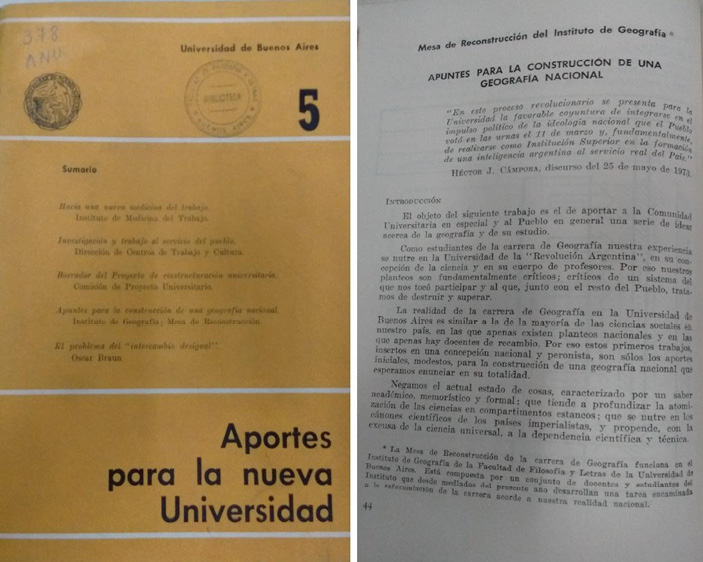 378
ANU
Universidad de Buenos Aires
BIBLIOTECA
5
Sumario
Hacia una nueva medicina del trabajo.
Instituto de Medicina del Trabajo.
Investigación y trabajo al servicio del pueblo.
Dirección de Centros de Trabajo y Cultura.
Borrador del Proyecto de reestructuración universitaria.
Comisión de Proyecto Universitario.
Apuntes para la construcción de una geografía nacional.
Instituto de Geografía; Mesa de Reconstrucción.
El problema del "intercambio desigual".
Oscar Braun
Aportes
para la nueva
Universidad
Mesa de Reconstrucción del Instituto de Geografía *
APUNTES PARA LA CONSTRUCCIÓN DE UNA
GEOGRAFÍA NACIONAL
"En este proceso revolucionario se presenta para la
Universidad la favorable coyuntura de integrarse en el
impulso político de la ideología nacional que el Pueblo
votó en las urnas el 11 de marzo y, fundamentalmente,
de realizarse como Institución Superior en la formación
de una inteligencia argentina al servicio real del País."
HÉCTOR J. CÁMPORA, discurso del 25 de mayo de 1973.
INTRODUCCIÓN
El objeto del siguiente trabajo es el de aportar a la Comunidad
Universitaria en especial y al Pueblo en general una serie de ideas
acerca de la geografía y de su estudio.
Como estudiantes de la carrera de Geografía nuestra experiencia
se nutre en la Universidad de la "Revolución Argentina", en su con-
cepción de la ciencia y en su cuerpo de profesores. Por eso nuestros
planteos son fundamentalmente críticos; críticos de un sistema del
que nos tocó participar y al que, junto con el resto del Pueblo, trata-
mos de destruir y superar.
La realidad de la carrera de Geografía en la Universidad de
Buenos Aires es similar a la de la mayoría de las ciencias sociales en
nuestro país, en las que apenas existen planteos nacionales y en las
que apenas hay docentes de recambio. Por eso estos primeros trabajos,
insertos en una concepción nacional y peronista, son sólo los aportes
iniciales, modestos, para la construcción de una geografía nacional que
esperamos enunciar en su totalidad.
Negamos el actual estado de cosas, caracterizado por un saber
académico, memorístico y formal; que tiende a profundizar la atomi-
zación de las ciencias en compartimentos estancos; que se nutre en los
cánones científicos de los países imperialistas, y propende, con la
excusa de la ciencia universal, a la dependencia científica y técnica.
* La Mesa de Reconstrucción de la carrera de Geografía funciona en el
Instituto de Geografía de la Facultad de Filosofía y Letras de la Universidad de
Buenos Aires. Está compuesta por un conjunto de docentes y estudiantes del
Instituto que desde mediados del presente año desarrollan una tarea encaminada
a la de la carrera acorde a nuestra realidad nacional.
44